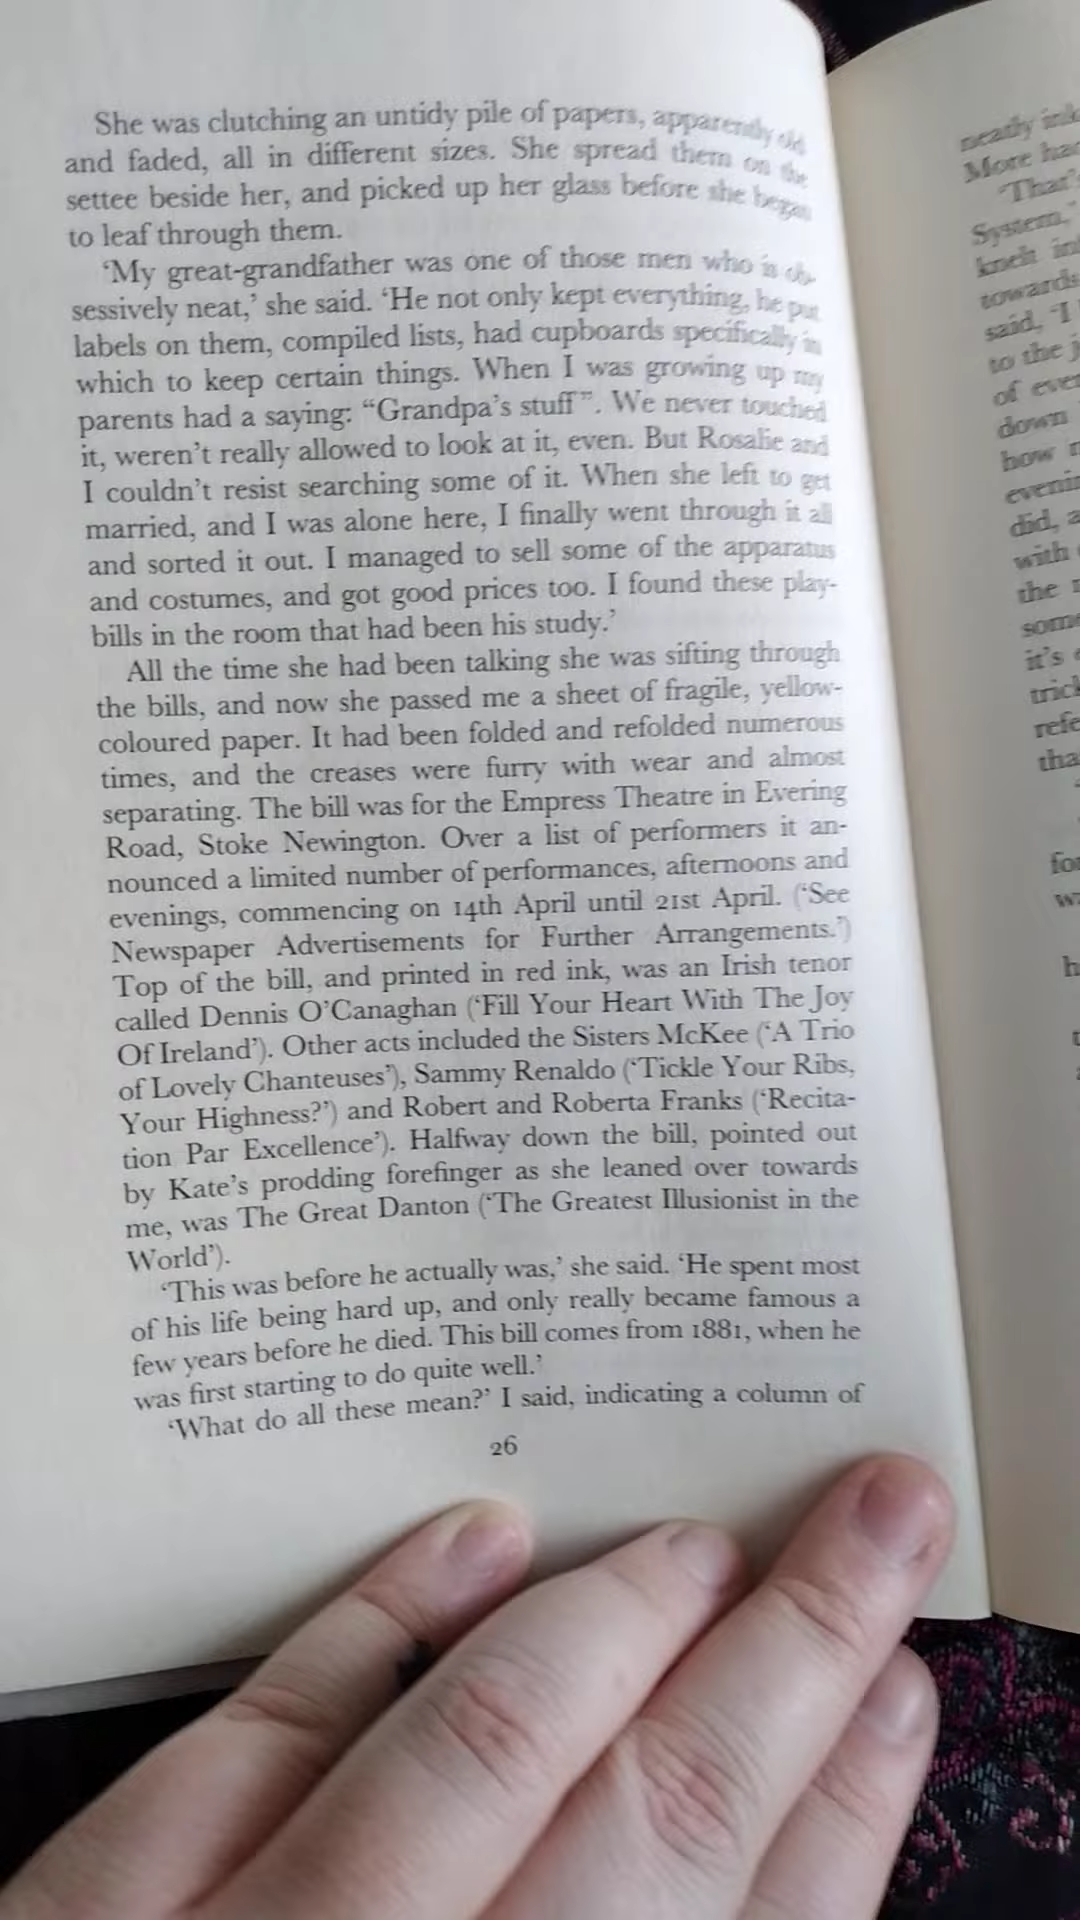 She was clutching an untidy pile of papers, apparently old
and faded, all in different sizes. She spread them on the
settee beside her, and picked up her glass before she began
to leaf through them.
‘My great-grandfather was one of those men who is ob-
sessively neat,’ she said. ‘He not only kept everything, he put
labels on them, compiled lists, had cupboards specifically in
which to keep certain things. When I was growing up my
parents had a saying: “Grandpa’s stuff”. We never touched
it, weren’t really allowed to look at it, even. But Rosalie and
I couldn’t resist searching some of it. When she left to get
married, and I was alone here, I finally went through it all
and sorted it out. I managed to sell some of the apparatus
and costumes, and got good prices too. I found these play-
bills in the room that had been his study.’
All the time she had been talking she was sifting through
the bills, and now she passed me a sheet of fragile, yellow-
coloured paper. It had been folded and refolded numerous
times, and the creases were furry with wear and almost
separating. The bill was for the Empress Theatre in Evering
Road, Stoke Newington. Over a list of performers it an-
nounced a limited number of performances, afternoons and
evenings, commencing on 14th April until 21st April. (‘See
Newspaper Advertisements for Further Arrangements.’)
Top of the bill, and printed in red ink, was an Irish tenor
called Dennis O’Canaghan (‘Fill Your Heart With The Joy
Of Ireland’). Other acts included the Sisters McKee (‘A Trio
of Lovely Chanteuses’), Sammy Renaldo (‘Tickle Your Ribs,
Your Highness?’) and Robert and Roberta Franks (‘Recita-
tion Par Excellence’). Halfway down the bill, pointed out
by Kate’s prodding forefinger as she leaned over towards
me, was The Great Danton (‘The Greatest Illusionist in the
World’).
‘This was before he actually was,’ she said. ‘He spent most
of his life being hard up, and only really became famous a
few years before he died. This bill comes from 1881, when he
was first starting to do quite well.’
‘What do all these mean?’ I said, indicating a column of
26
neatly
More
‘That’s
System,’
knelt
towards
said, ‘I
to the
of
down
how
did,
with
the
it’s